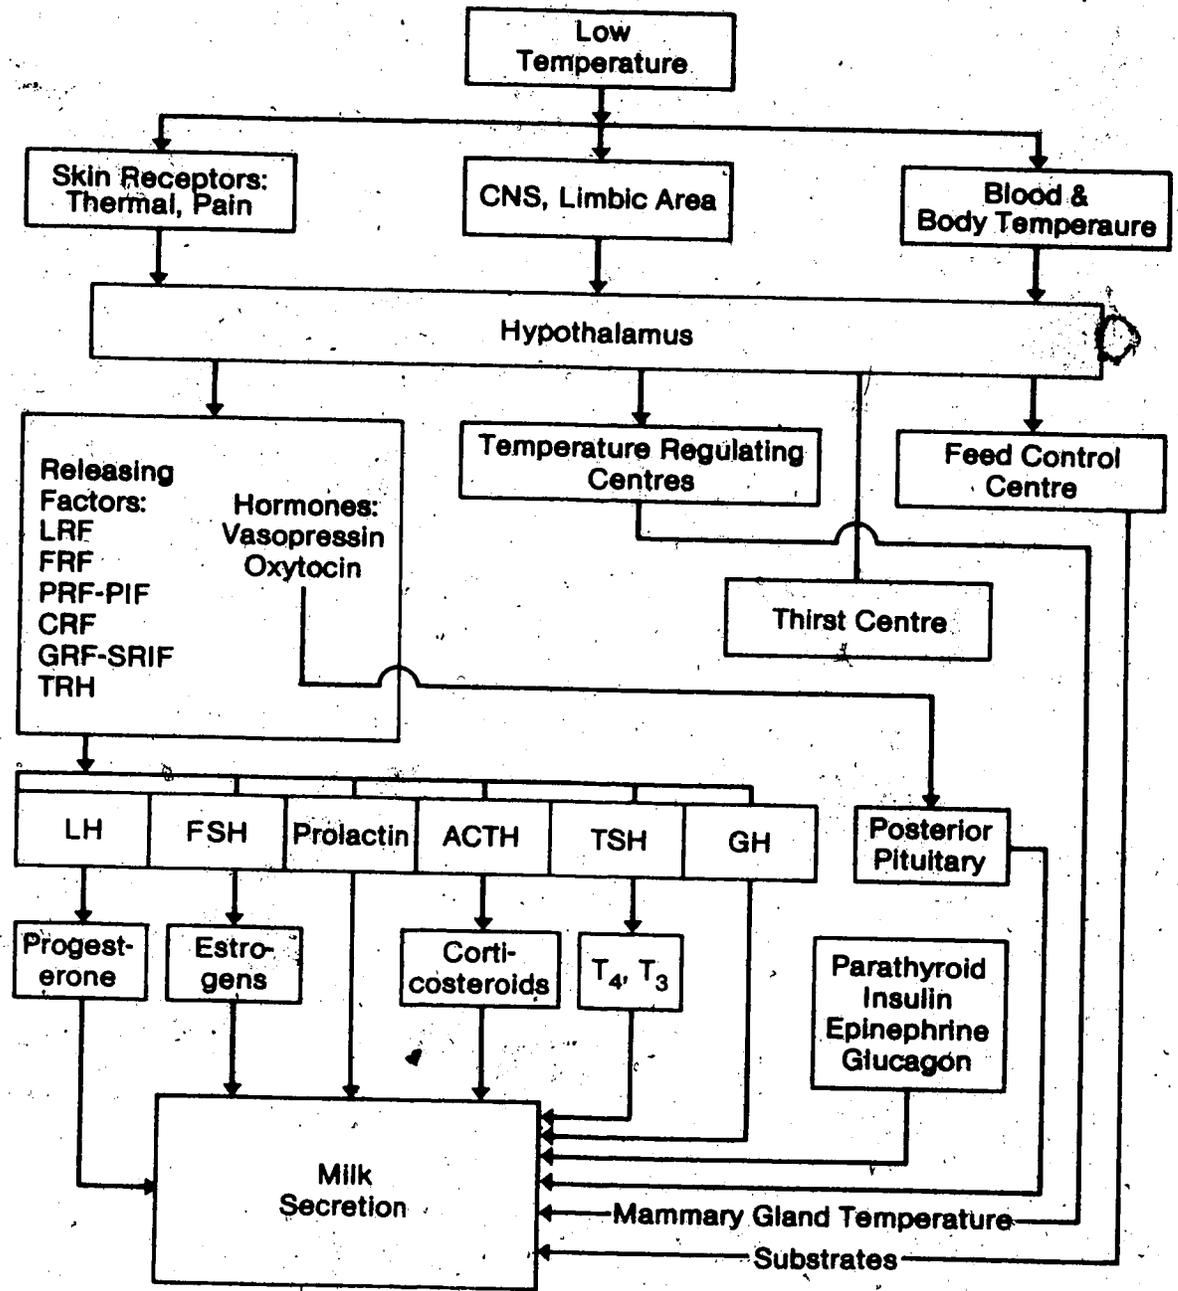 Low
Temperature
Skin Receptors:
Thermal, Pain
CNS, Limbic Area
Blood &
Body Temperaure
Hypothalamus
Releasing
Factors:
LRF
FRF
PRF-PIF
CRF
GRF-SRIF
TRH
Hormones:
Vasopressin
Oxytocin
Temperature Regulating
Centres
Feed Control
Centre
Thirst Centre
LH
FSH
Prolactin
ACTH
TSH
GH
Posterior
Pituitary
Progest-
erone
Estro-
gens
Corti-
costeroids
T4, T3
Parathyroid
Insulin
Epinephrine
Glucagon
Milk
Secretion
Mammary Gland Temperature
Substrates